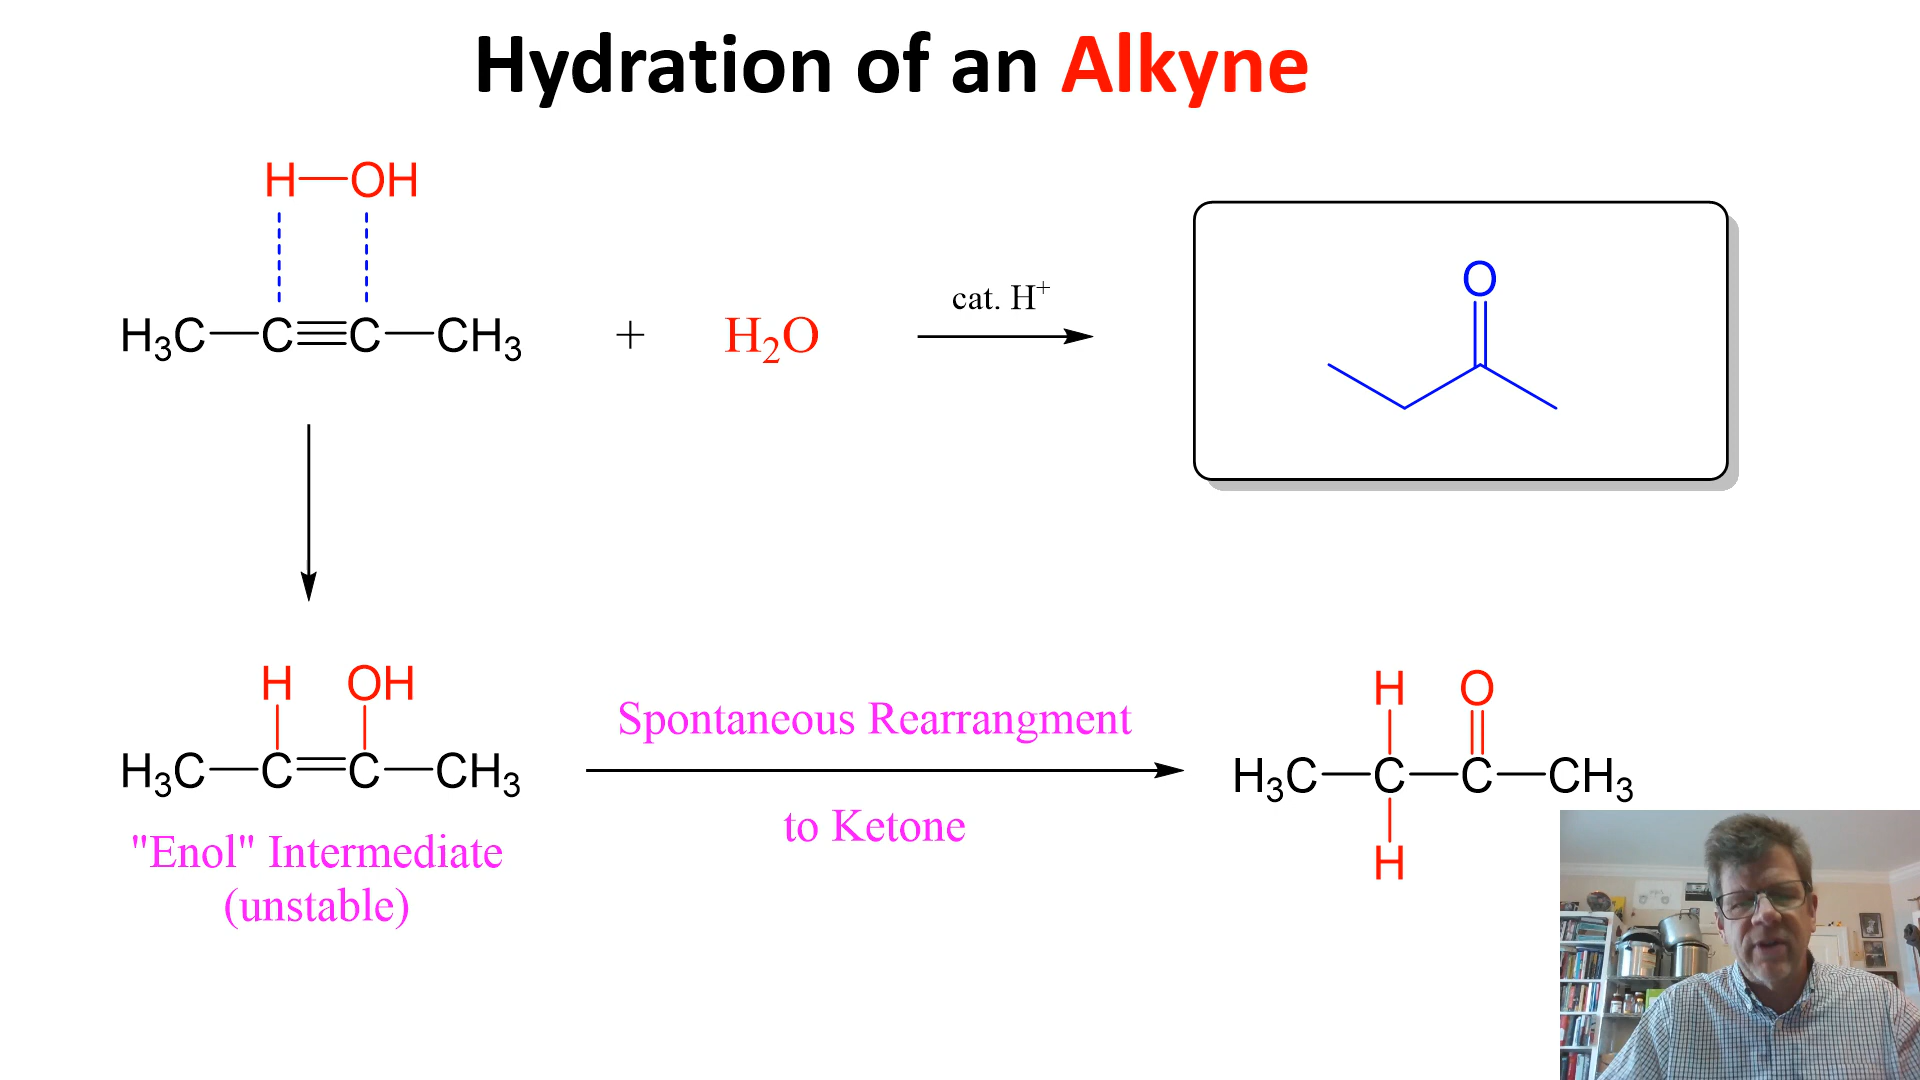 Hydration of an Alkyne
H—OH
H₃C—C≡C—CH₃ + H₂O
cat. H⁺
O
H OH
H₃C—C=C—CH₃
"Enol" Intermediate
(unstable)
Spontaneous Rearrangment
to Ketone
H O
H₃C—C—C—CH₃
H